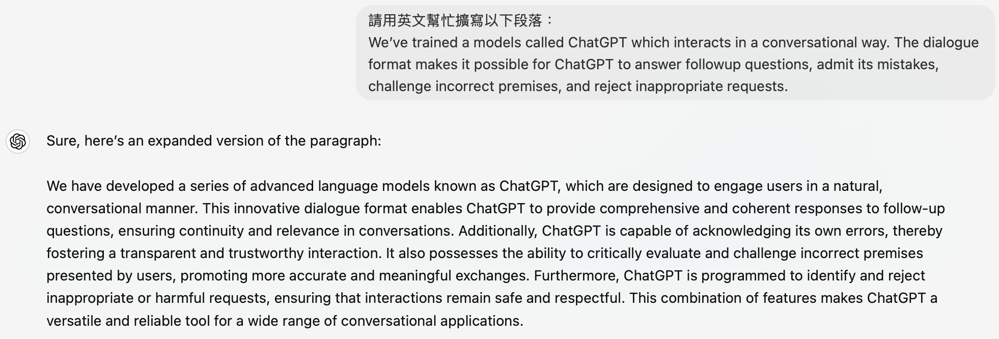 請用英文幫忙擴寫以下段落：
We’ve trained a models called ChatGPT which interacts in a conversational way. The dialogue
format makes it possible for ChatGPT to answer followup questions, admit its mistakes,
challenge incorrect premises, and reject inappropriate requests.
Sure, here’s an expanded version of the paragraph:
We have developed a series of advanced language models known as ChatGPT, which are designed to engage users in a natural,
conversational manner. This innovative dialogue format enables ChatGPT to provide comprehensive and coherent responses to follow-up
questions, ensuring continuity and relevance in conversations. Additionally, ChatGPT is capable of acknowledging its own errors, thereby
fostering a transparent and trustworthy interaction. It also possesses the ability to critically evaluate and challenge incorrect premises
presented by users, promoting more accurate and meaningful exchanges. Furthermore, ChatGPT is programmed to identify and reject
inappropriate or harmful requests, ensuring that interactions remain safe and respectful. This combination of features makes ChatGPT a
versatile and reliable tool for a wide range of conversational applications.